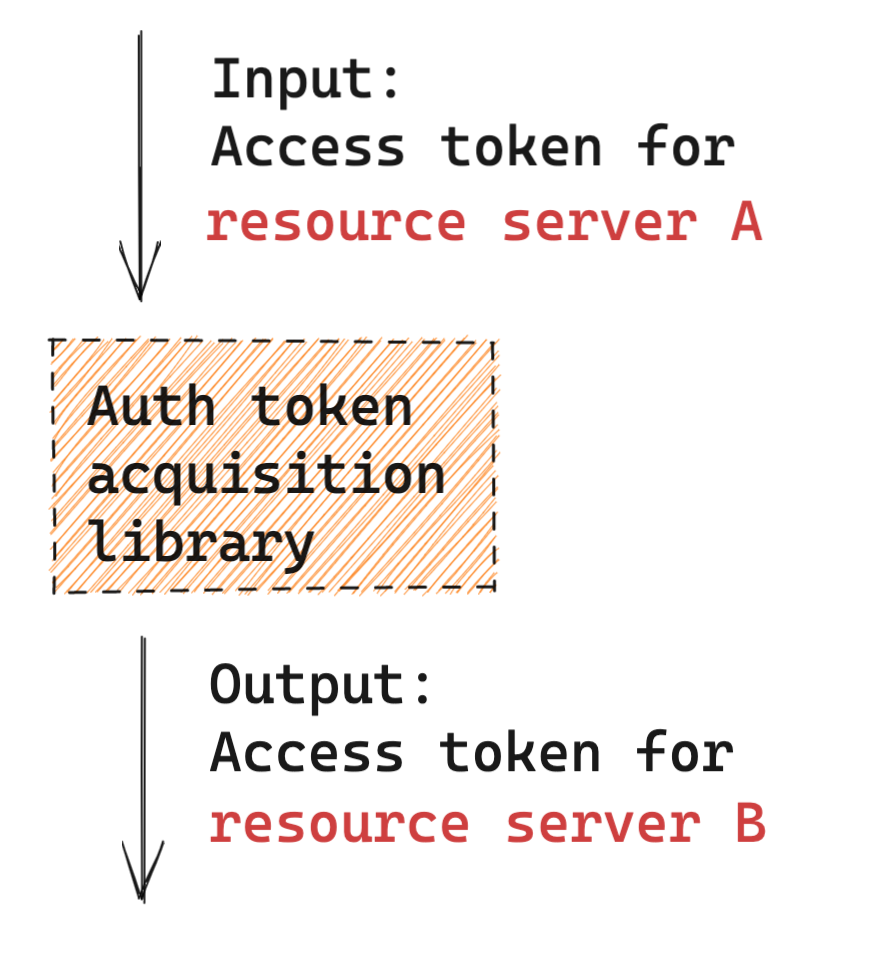 Input:
Access token for
resource server A
Auth token
acquisition
library
Output:
Access token for
resource server B